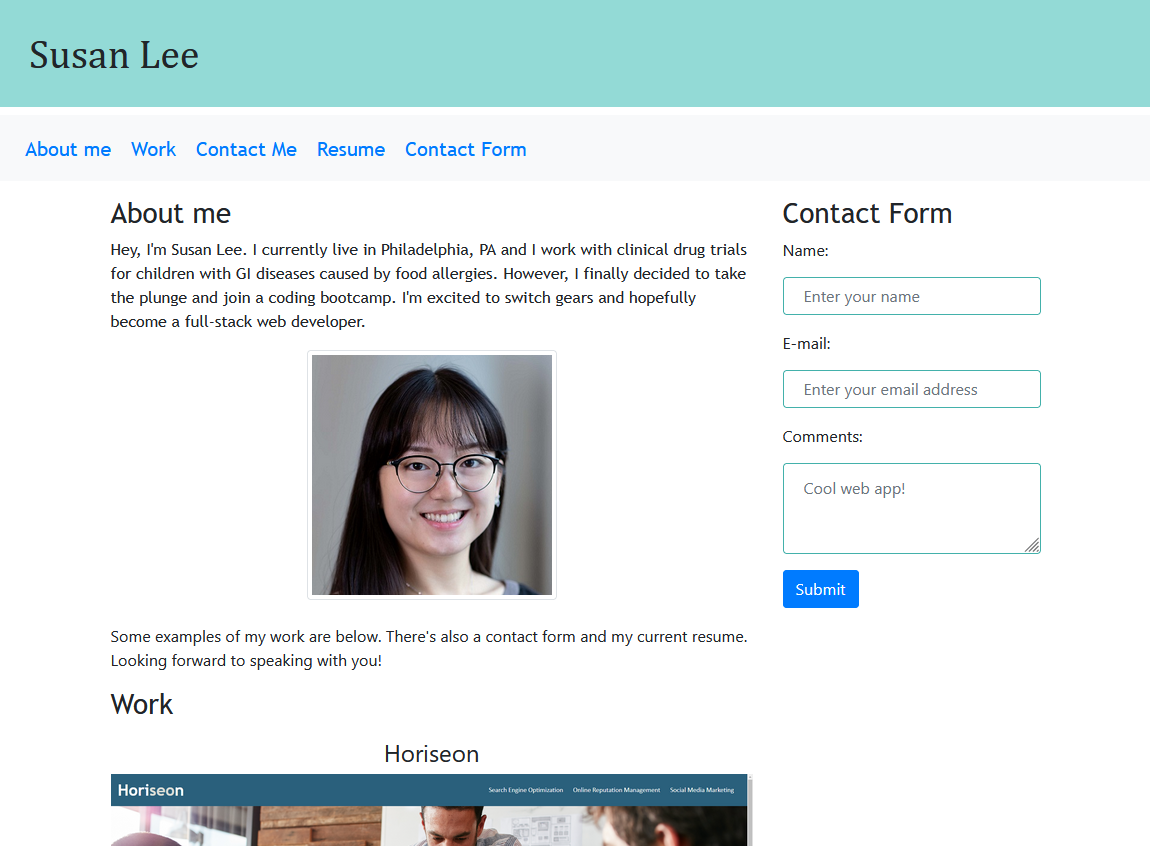 Susan Lee
About me Work Contact Me Resume Contact Form
About me
Hey, I'm Susan Lee. I currently live in Philadelphia, PA and I work with clinical drug trials
for children with GI diseases caused by food allergies. However, I finally decided to take
the plunge and join a coding bootcamp. I'm excited to switch gears and hopefully
become a full-stack web developer.
Some examples of my work are below. There's also a contact form and my current resume.
Looking forward to speaking with you!
Work
Horiseon
Horiseon
Search Engine Optimization Online Reputation Management Social Media Marketing
Contact Form
Name:
Enter your name
E-mail:
Enter your email address
Comments:
Cool web app!
Submit